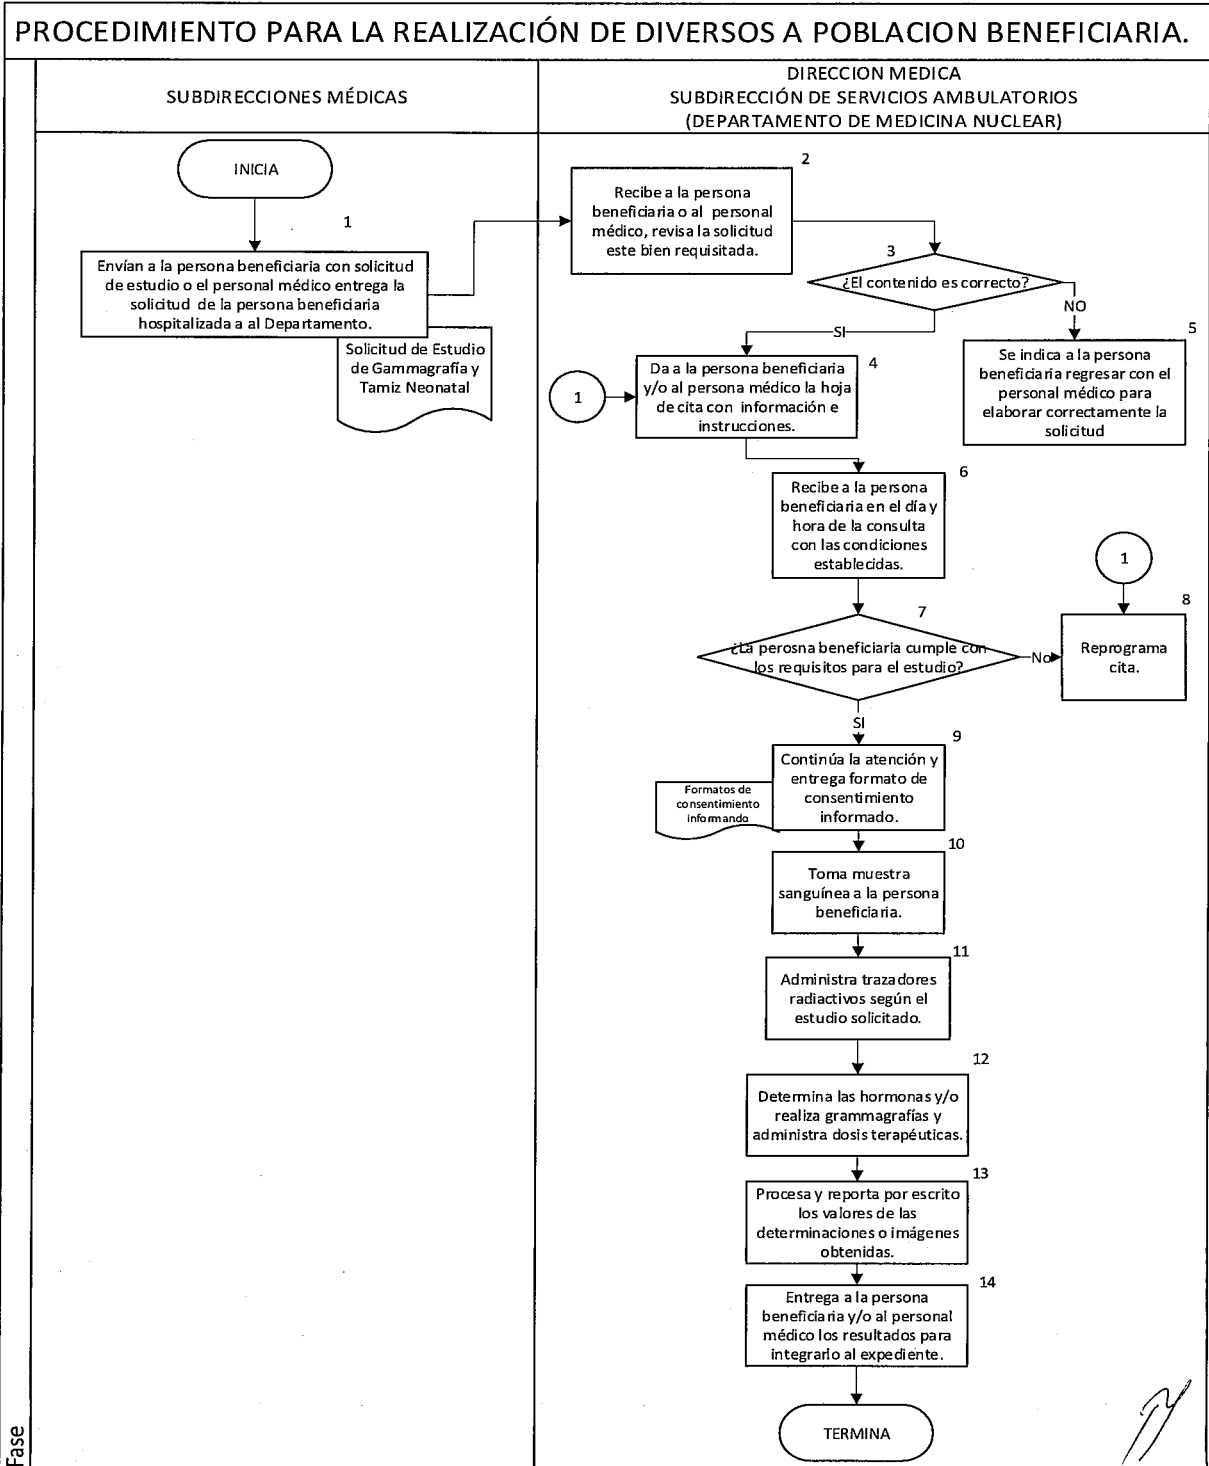 PROCEDIMIENTO PARA LA REALIZACIÓN DE DIVERSOS A POBLACION BENEFICIARIA.
SUBDIRECCIONES MÉDICAS
DIRECCION MEDICA
SUBDIRECCIÓN DE SERVICIOS AMBULATORIOS
(DEPARTAMENTO DE MEDICINA NUCLEAR)
INICIA
1
Envían a la persona beneficiaria con solicitud
de estudio o el personal médico entrega la
solicitud de la persona beneficiaria
hospitalizada a al Departamento.
Solicitud de Estudio
de Gammagrafía y
Tamiz Neonatal
2
Recibe a la persona
beneficiaria o al personal
médico, revisa la solicitud
este bien requisitada.
3
¿El contenido es correcto?
NO
SI
5
Se indica a la persona
beneficiaria regresar con el
personal médico para
elaborar correctamente la
solicitud
4
Da a la persona beneficiaria
y/o al persona médico la hoja
de cita con información e
instrucciones.
1
6
Recibe a la persona
beneficiaria en el día y
hora de la consulta
con las condiciones
establecidas.
7
¿La perosna beneficiaria cumple con
los requisitos para el estudio?
No
1
8
Reprograma
cita.
SI
9
Continúa la atención y
entrega formato de
consentimiento
informado.
Formatos de
consentimiento
informando
10
Toma muestra
sanguínea a la persona
beneficiaria.
11
Administra trazadores
radiactivos según el
estudio solicitado.
12
Determina las hormonas y/o
realiza grammagrafías y
administra dosis terapéuticas.
13
Procesa y reporta por escrito
los valores de las
determinaciones o imágenes
obtenidas.
14
Entrega a la persona
beneficiaria y/o al personal
médico los resultados para
integrarlo al expediente.
TERMINA
Fase